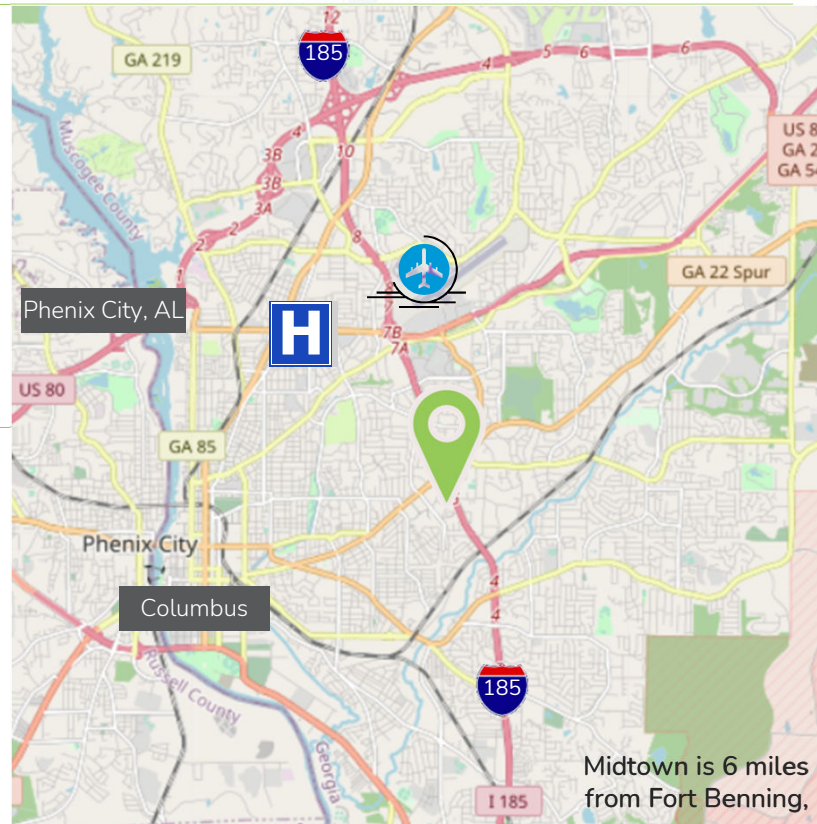 12
185
GA 219
4
5
6
6
4
3B
10
US 8
GA 2
GA 54
Muscogee County
3B
3A
2
2
8
1
GA 22 Spur
Phenix City, AL
H
7B
7A
US 80
GA 85
Phenix City
4
Columbus
4
Russell County
185
Georgia
Midtown is 6 miles
from Fort Benning,
I 185